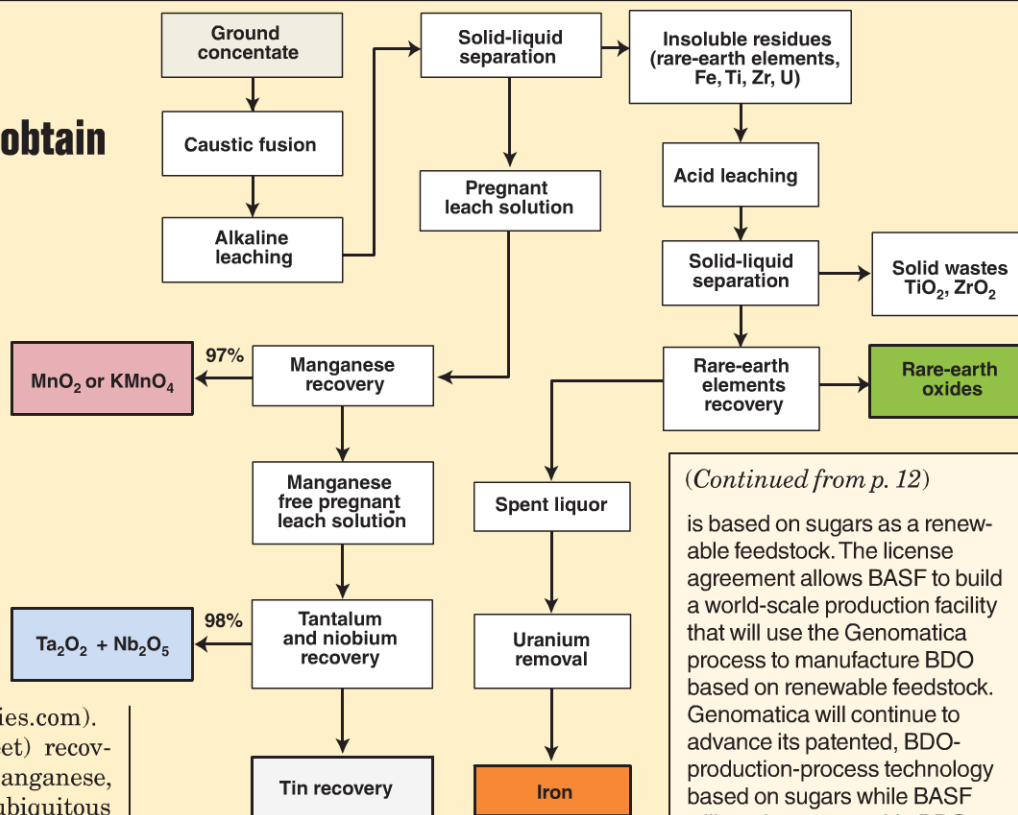 obtain
Ground
concentate
Caustic fusion
Alkaline
leaching
Solid-liquid
separation
Insoluble residues
(rare-earth elements,
Fe, Ti, Zr, U)
Pregnant
leach solution
Acid leaching
Solid-liquid
separation
Solid wastes
TiO₂, ZrO₂
Rare-earth
elements
recovery
Rare-earth
oxides
Manganese
recovery
97%
MnO₂ or KMnO₄
Manganese
free pregnant
leach solution
Tantalum
and niobium
recovery
98%
Ta₂O₂ + Nb₂O₅
Tin recovery
Spent liquor
Uranium
removal
Iron
ies.com).
et) recov-
anganese,
ubiquitous
(Continued from p. 12)
is based on sugars as a renew-
able feedstock. The license
agreement allows BASF to build
a world-scale production facility
that will use the Genomatica
process to manufacture BDO
based on renewable feedstock.
Genomatica will continue to
advance its patented, BDO-
production-process technology
based on sugars while BASF